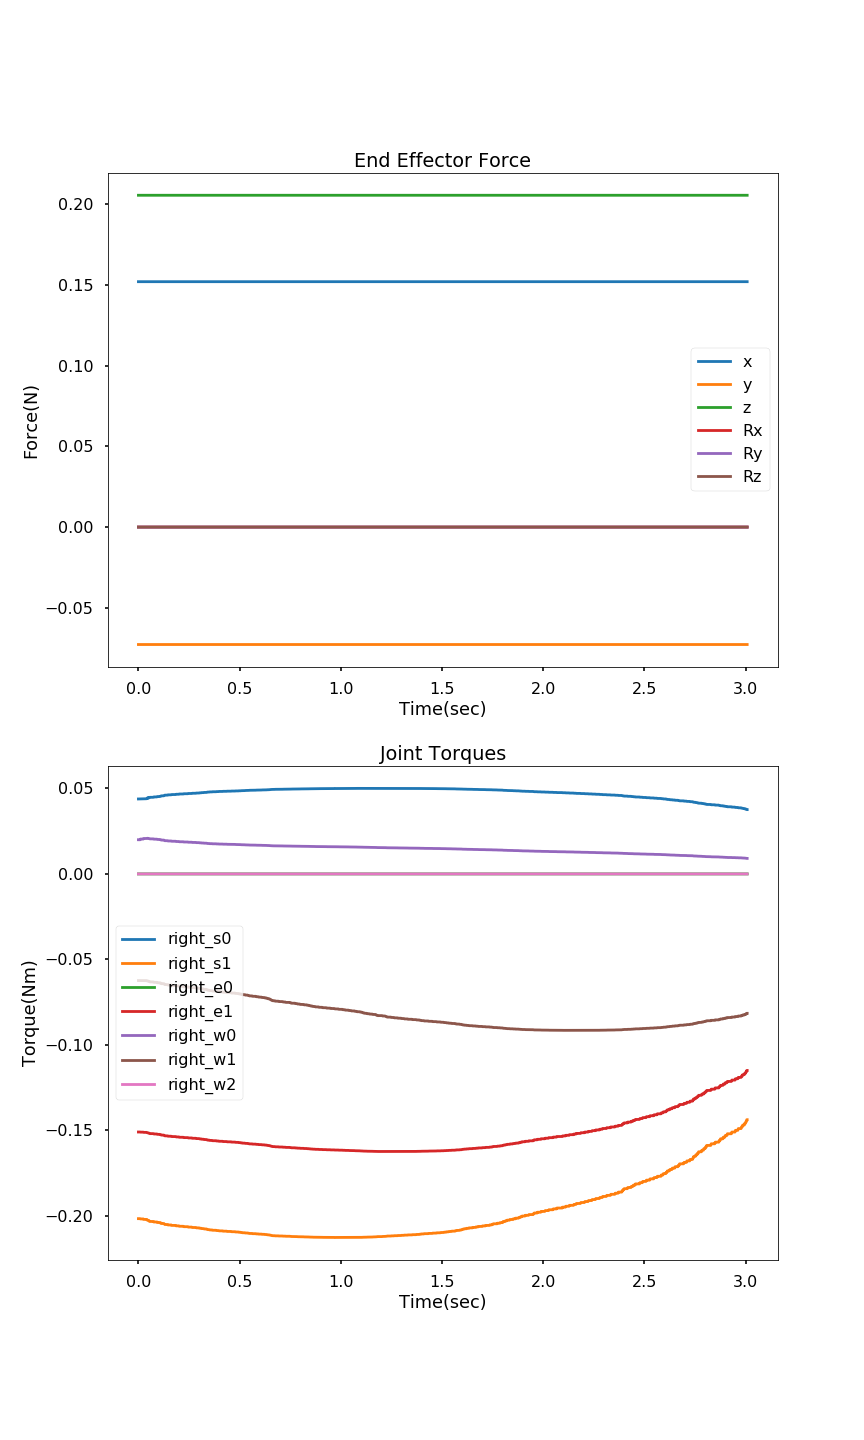 End Effector Force
0.20
0.15
0.10
0.05
0.00
−0.05
Force(N)
x
y
z
Rx
Ry
Rz
0.0 0.5 1.0 1.5 2.0 2.5 3.0
Time(sec)
Joint Torques
0.05
0.00
−0.05
−0.10
−0.15
−0.20
Torque(Nm)
right_s0
right_s1
right_e0
right_e1
right_w0
right_w1
right_w2
0.0 0.5 1.0 1.5 2.0 2.5 3.0
Time(sec)